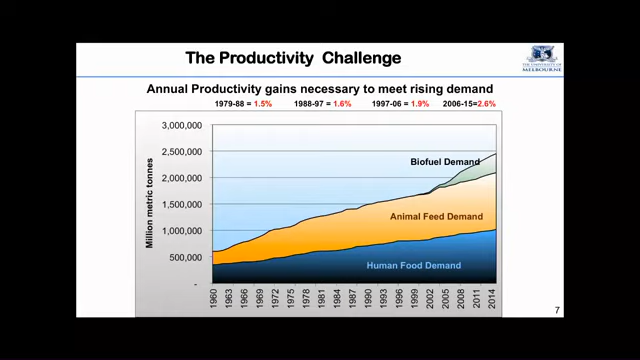 The Productivity Challenge
THE UNIVERSITY OF
MELBOURNE
Annual Productivity gains necessary to meet rising demand
1979-88 = 1.5% 1988-97 = 1.6% 1997-06 = 1.9% 2006-15=2.6%
Million metric tonnes
3,000,000
2,500,000
2,000,000
1,500,000
1,000,000
500,000
-
Biofuel Demand
Animal Feed Demand
Human Food Demand
1960 1963 1966 1969 1972 1975 1978 1981 1984 1987 1990 1993 1996 1999 2002 2005 2008 2011 2014
7